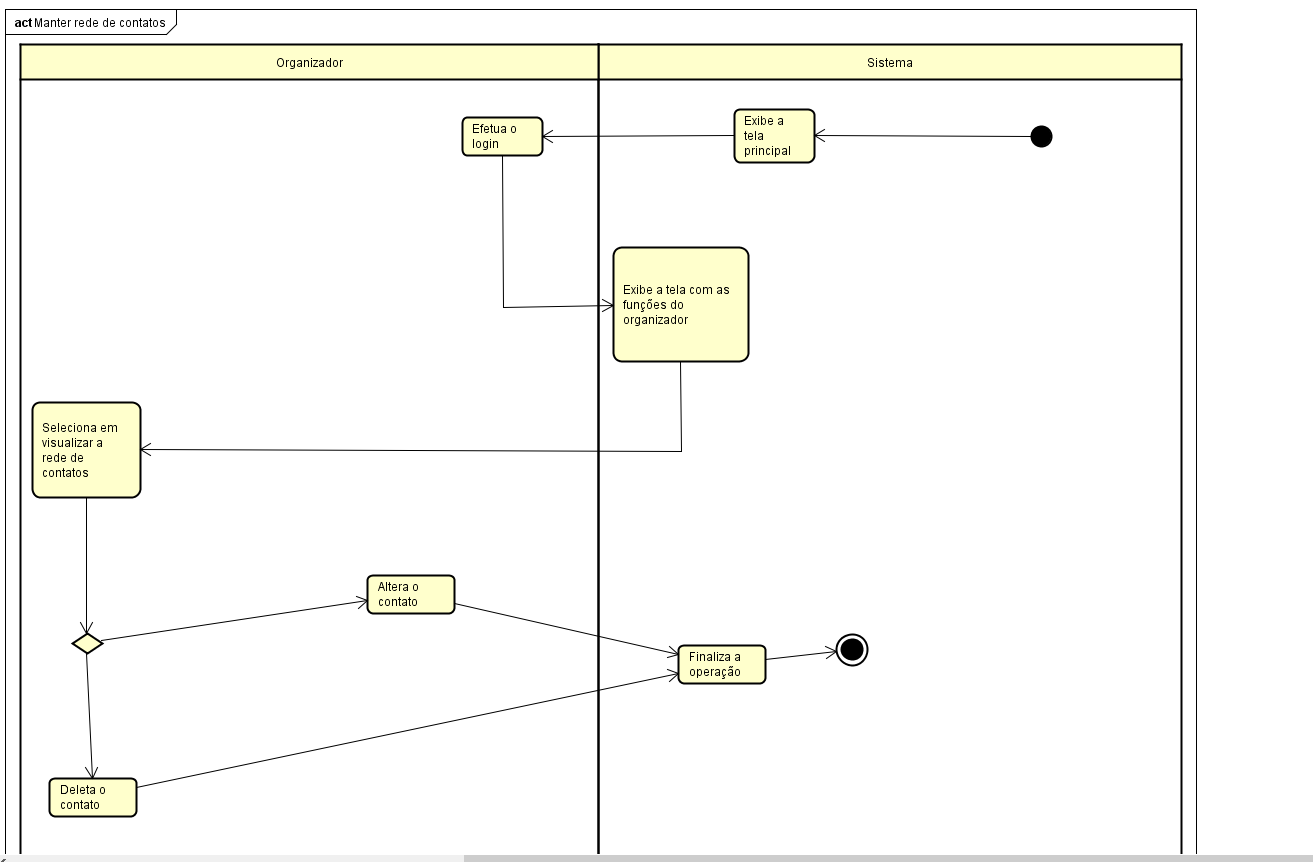 act Manter rede de contatos
Organizador
Sistema
Efetua o
login
Exibe a
tela
principal
Exibe a tela com as
funções do
organizador
Seleciona em
visualizar a
rede de
contatos
Altera o
contato
Finaliza a
operação
Deleta o
contato